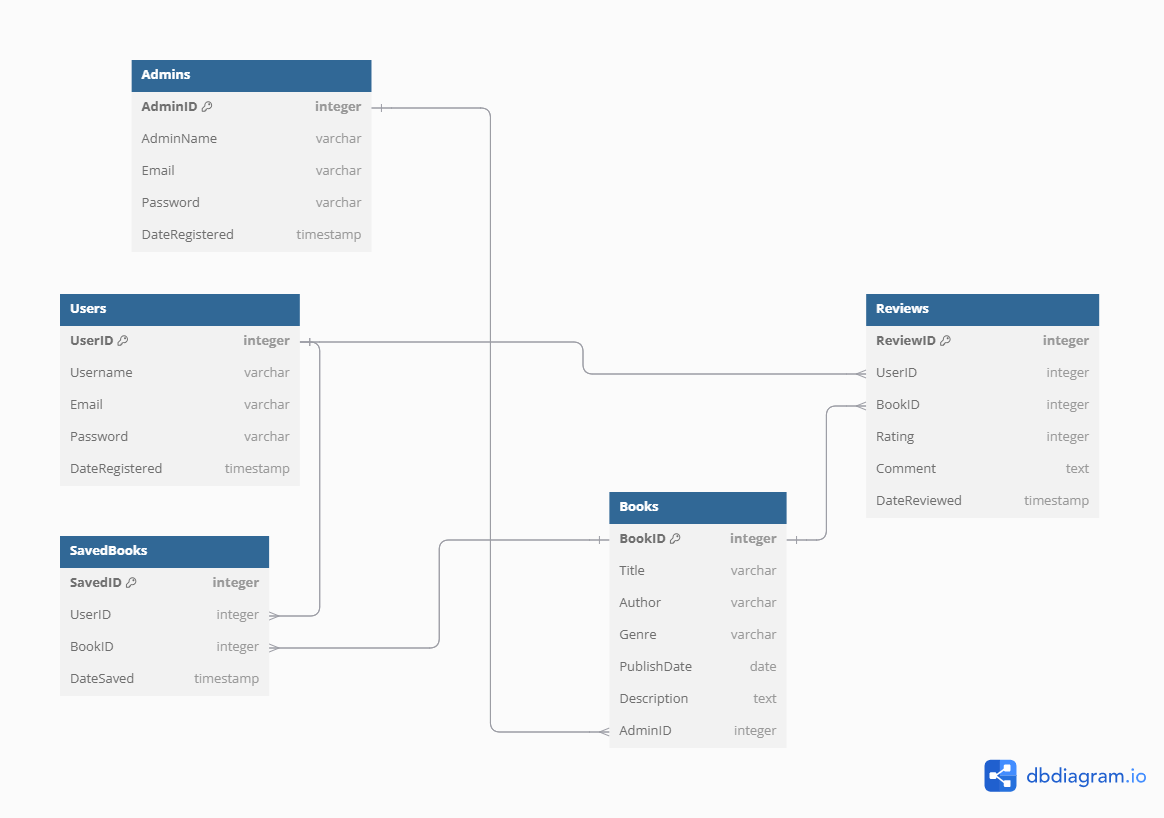 Admins
AdminID integer
AdminName varchar
Email varchar
Password varchar
DateRegistered timestamp
Users
UserID integer
Username varchar
Email varchar
Password varchar
DateRegistered timestamp
Reviews
ReviewID integer
UserID integer
BookID integer
Rating integer
Comment text
DateReviewed timestamp
SavedBooks
SavedID integer
UserID integer
BookID integer
DateSaved timestamp
Books
BookID integer
Title varchar
Author varchar
Genre varchar
PublishDate date
Description text
AdminID integer
dbdiagram.io